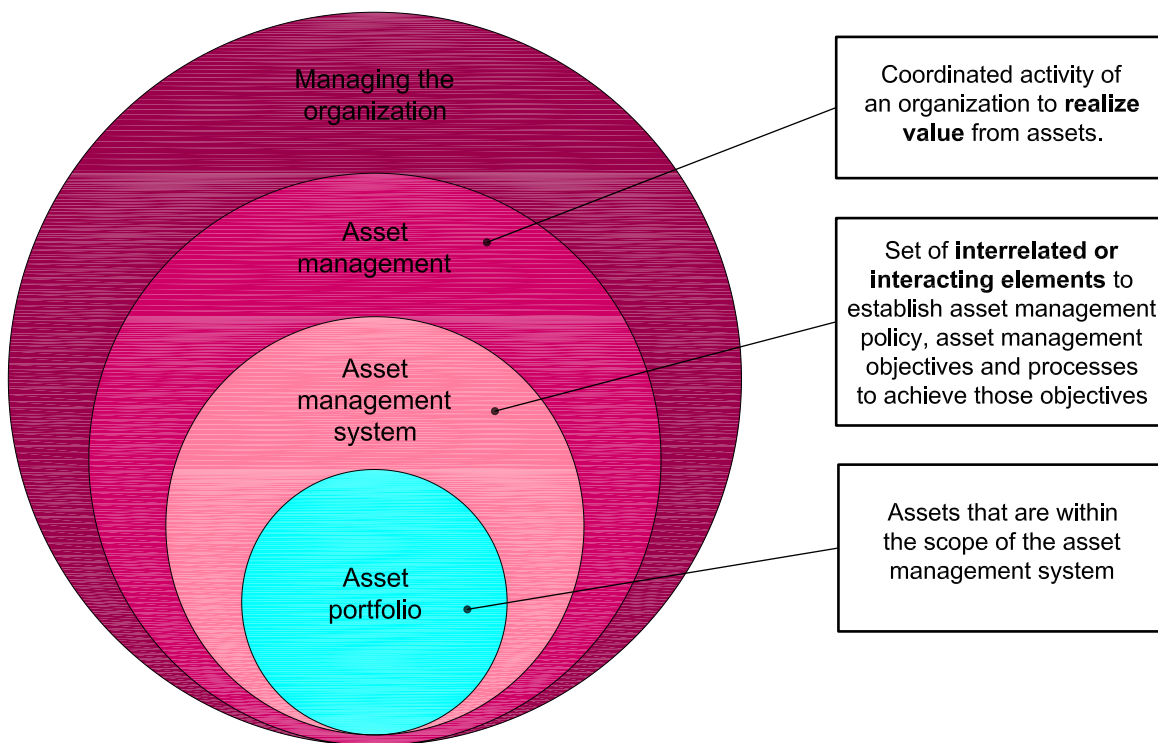 Managing the
organization
Asset
management
Asset
management
system
Asset
portfolio
Coordinated activity of
an organization to realize
value from assets.
Set of interrelated or
interacting elements to
establish asset management
policy, asset management
objectives and processes
to achieve those objectives
Assets that are within
the scope of the asset
management system